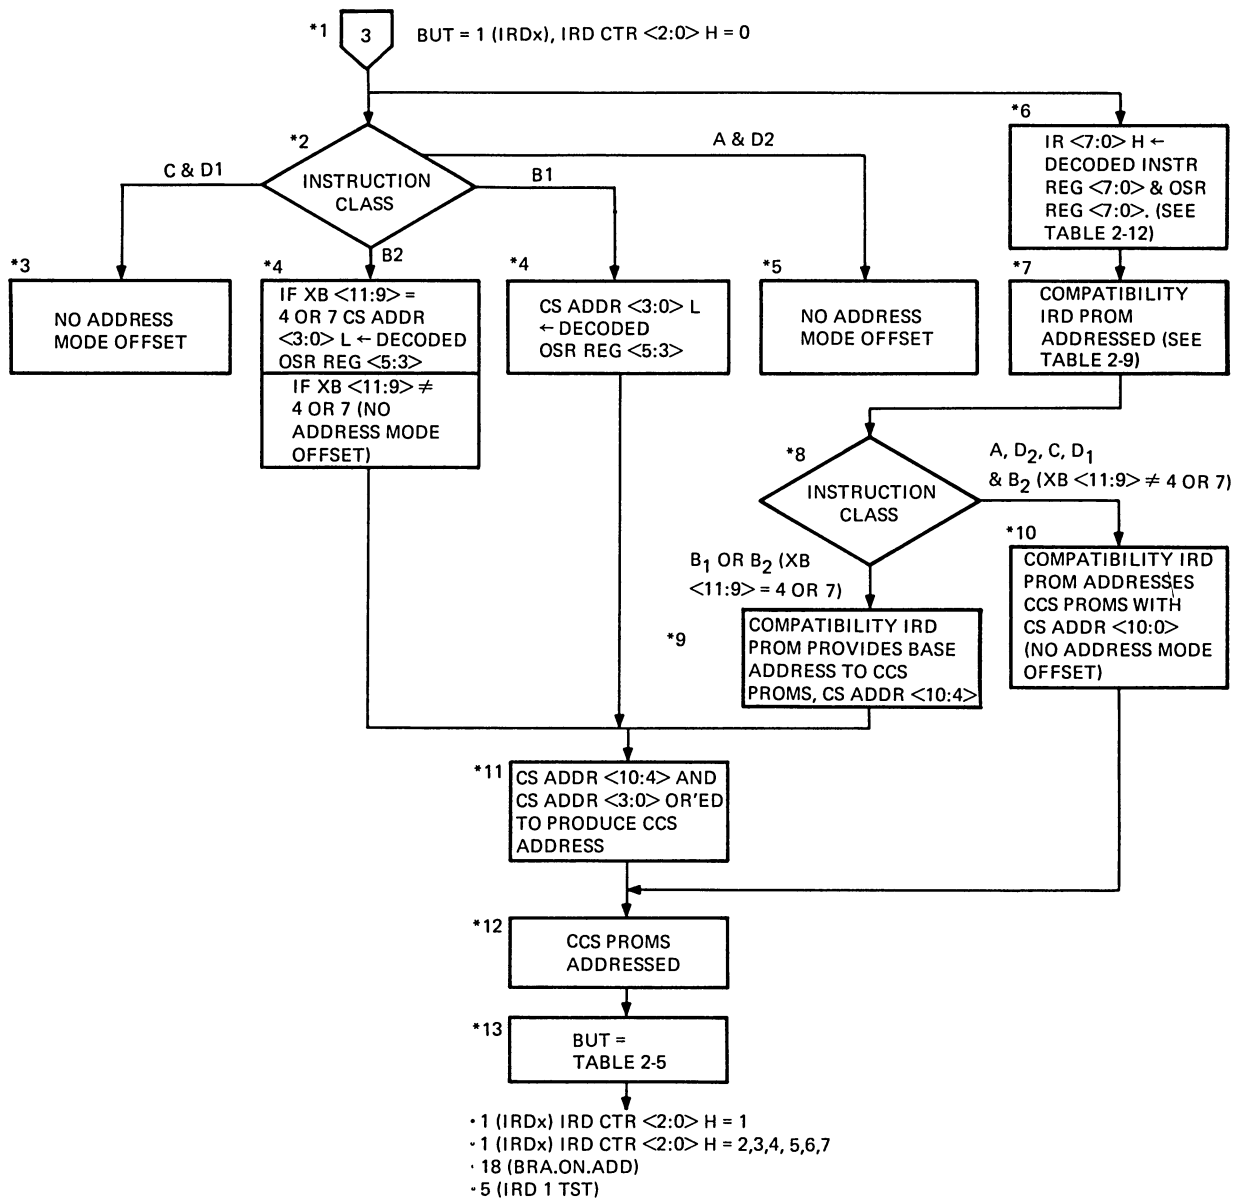 *1
3
BUT = 1 (IRDx), IRD CTR <2:0> H = 0
*2
INSTRUCTION
CLASS
C & D1
B2
B1
A & D2
*3
NO ADDRESS
MODE OFFSET
*4
IF XB <11:9> =
4 OR 7 CS ADDR
<3:0> L ← DECODED
OSR REG <5:3>
IF XB <11:9> ≠
4 OR 7 (NO
ADDRESS MODE
OFFSET)
*4
CS ADDR <3:0> L
← DECODED
OSR REG <5:3>
*5
NO ADDRESS
MODE OFFSET
*6
IR <7:0> H ←
DECODED INSTR
REG <7:0> & OSR
REG <7:0>. (SEE
TABLE 2-12)
*7
COMPATIBILITY
IRD PROM
ADDRESSED (SEE
TABLE 2-9)
*8
INSTRUCTION
CLASS
A, D2, C, D1
& B2 (XB <11:9> ≠ 4 OR 7)
B1 OR B2 (XB
<11:9> = 4 OR 7)
*9
COMPATIBILITY IRD
PROM PROVIDES BASE
ADDRESS TO CCS
PROMS, CS ADDR <10:4>
*10
COMPATIBILITY IRD
PROM ADDRESSES
CCS PROMS WITH
CS ADDR <10:0>
(NO ADDRESS MODE
OFFSET)
*11
CS ADDR <10:4> AND
CS ADDR <3:0> OR'ED
TO PRODUCE CCS
ADDRESS
*12
CCS PROMS
ADDRESSED
*13
BUT =
TABLE 2-5
• 1 (IRDx) IRD CTR <2:0> H = 1
• 1 (IRDx) IRD CTR <2:0> H = 2,3,4, 5,6,7
• 18 (BRA.ON.ADD)
• 5 (IRD 1 TST)